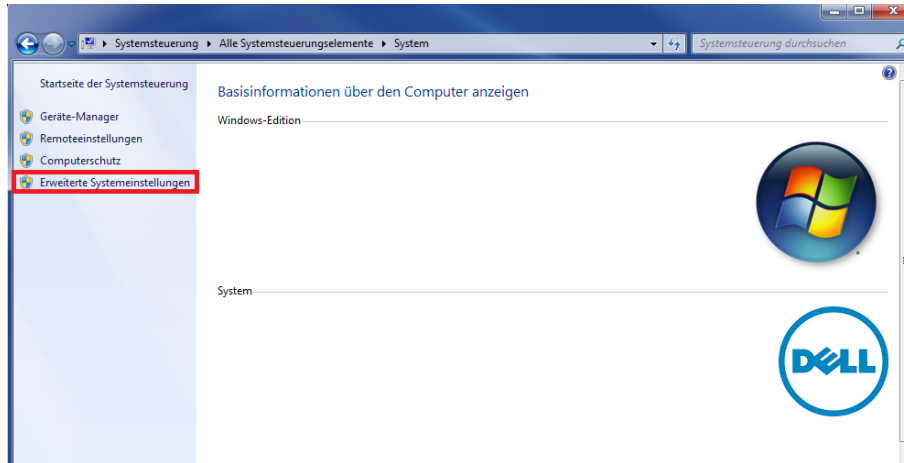 Systemsteuerung ▸ Alle Systemsteuerungselemente ▸ System
Systemsteuerung durchsuchen
Startseite der Systemsteuerung
Geräte-Manager
Remoteeinstellungen
Computerschutz
Erweiterte Systemeinstellungen
Basisinformationen über den Computer anzeigen
Windows-Edition
System
DELL